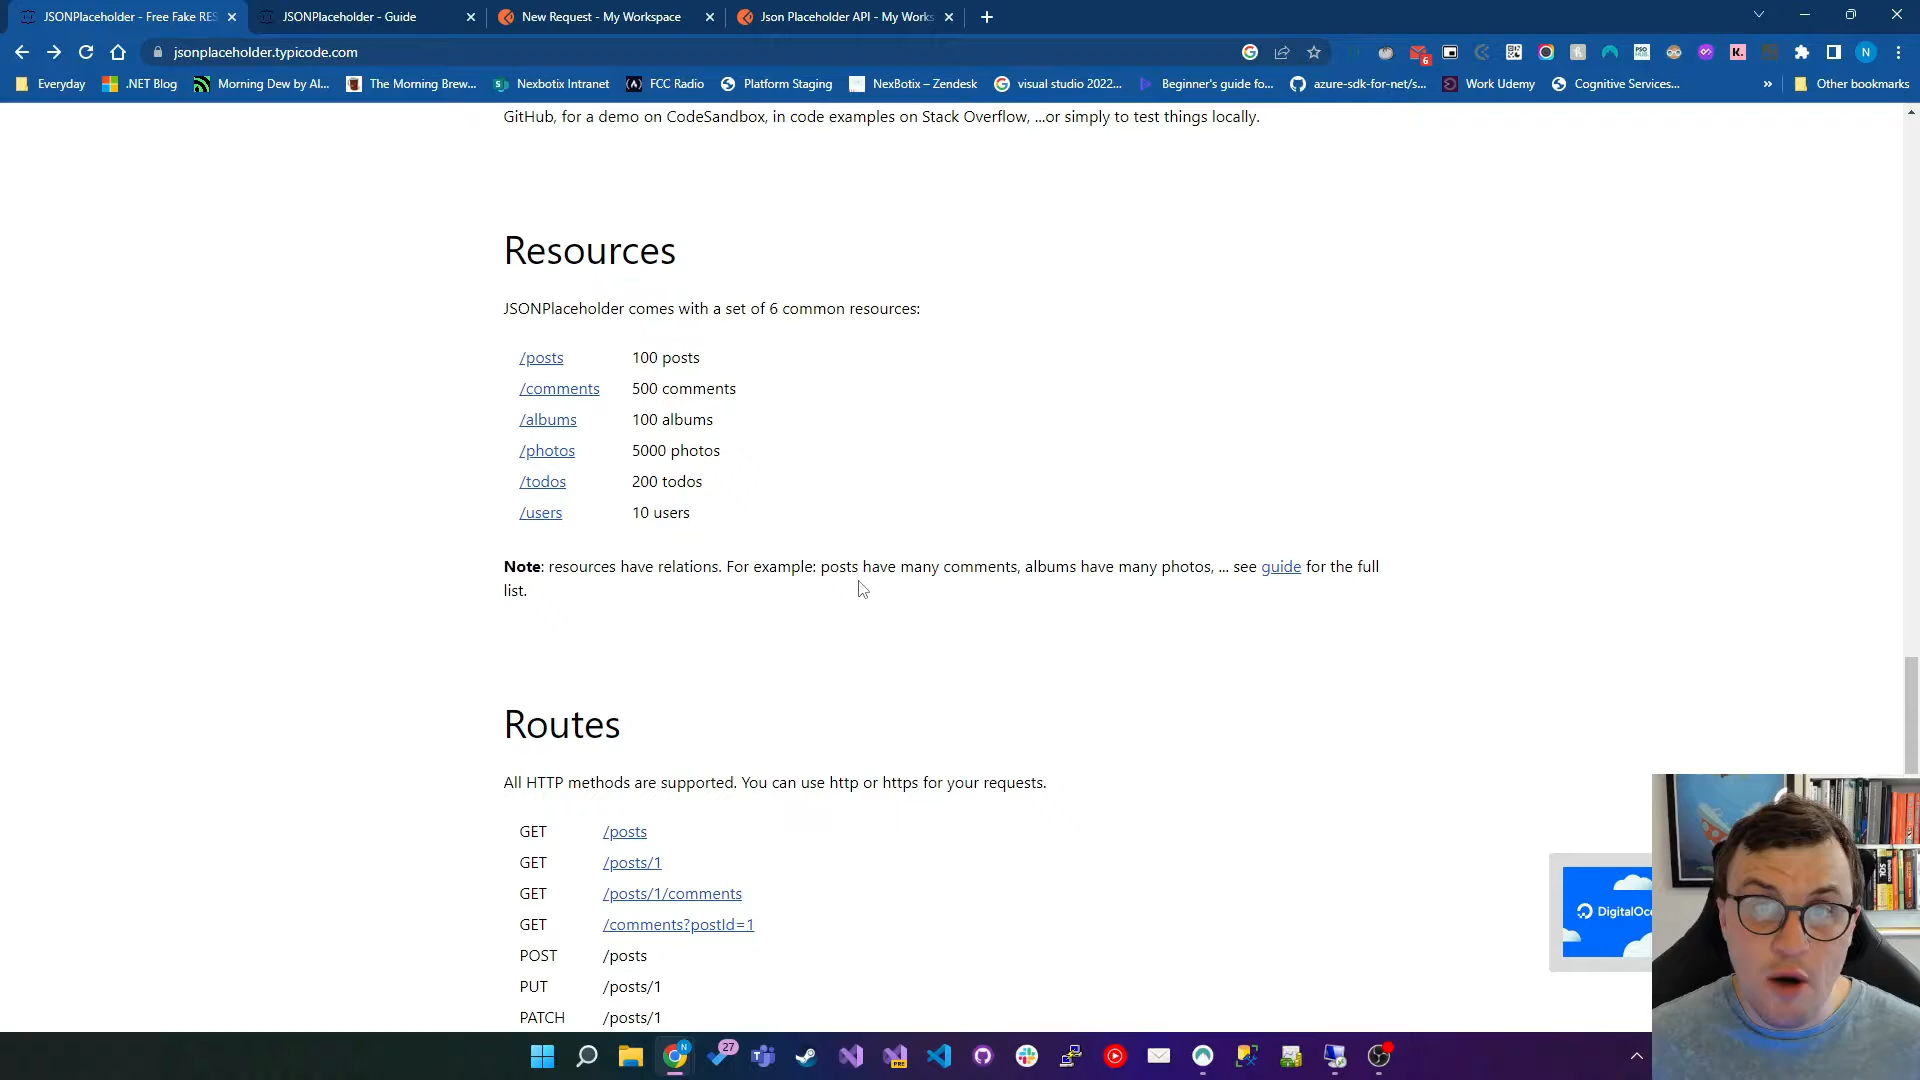 JSONPlaceholder - Free Fake RES
JSONPlaceholder - Guide
New Request - My Workspace
Json Placeholder API - My Works
jsonplaceholder.typicode.com
6
N
Everyday
.NET Blog
Morning Dew by Al...
The Morning Brew...
Nexbotix Intranet
FCC Radio
Platform Staging
NexBotix – Zendesk
visual studio 2022...
Beginner's guide fo...
azure-sdk-for-net/s...
Work Udemy
Cognitive Services...
»
Other bookmarks
GitHub, for a demo on CodeSandbox, in code examples on Stack Overflow, ...or simply to test things locally.
Resources
JSONPlaceholder comes with a set of 6 common resources:
/posts 100 posts
/comments 500 comments
/albums 100 albums
/photos 5000 photos
/todos 200 todos
/users 10 users
Note: resources have relations. For example: posts have many comments, albums have many photos, ... see guide for the full
list.
Routes
All HTTP methods are supported. You can use http or https for your requests.
GET /posts
GET /posts/1
GET /posts/1/comments
GET /comments?postId=1
POST /posts
PUT /posts/1
PATCH /posts/1
DigitalOc
N
27